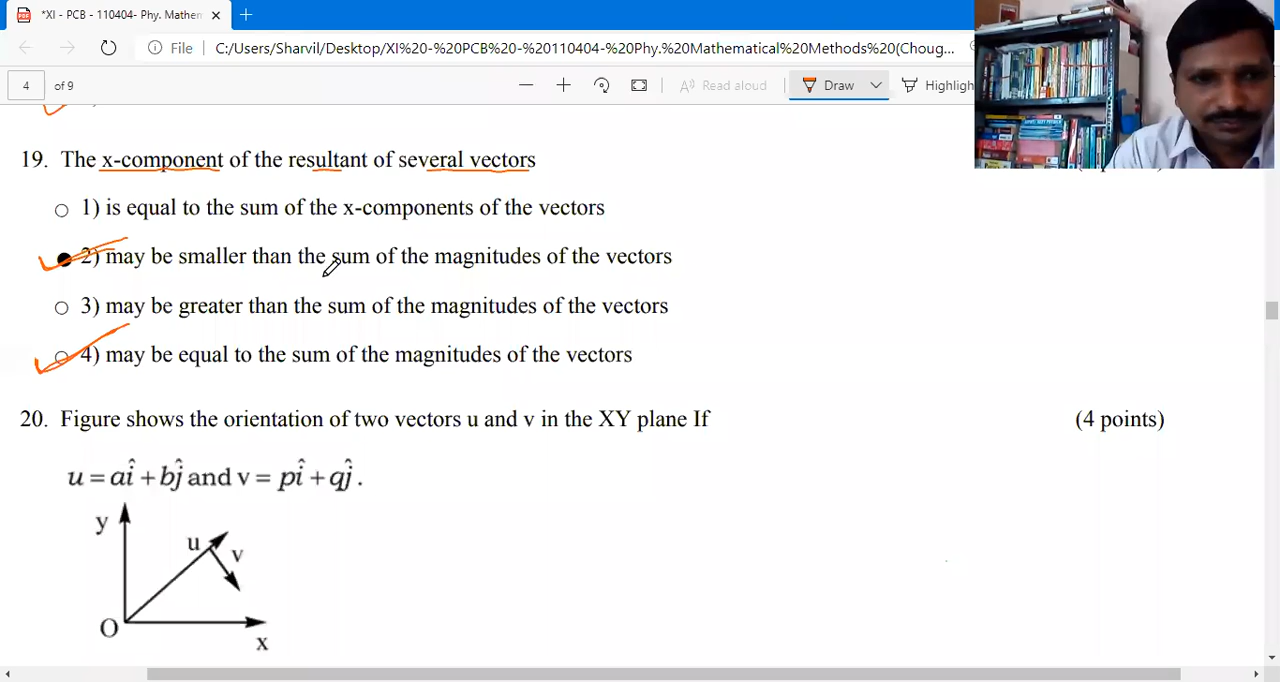 *XI - PCB - 110404- Phy. Mather
File
C:/Users/Sharvil/Desktop/XI%20-%20PCB%20-%20110404-%20Phy.%20Mathematical%20Methods%20(Choug...
4 of 9
Read aloud
Draw
Highligh
19. The x-component of the resultant of several vectors
1) is equal to the sum of the x-components of the vectors
2) may be smaller than the sum of the magnitudes of the vectors
3) may be greater than the sum of the magnitudes of the vectors
4) may be equal to the sum of the magnitudes of the vectors
20. Figure shows the orientation of two vectors u and v in the XY plane If (4 points)
u = aî + bĵ and v = pî + qĵ .
y
u
v
O
x